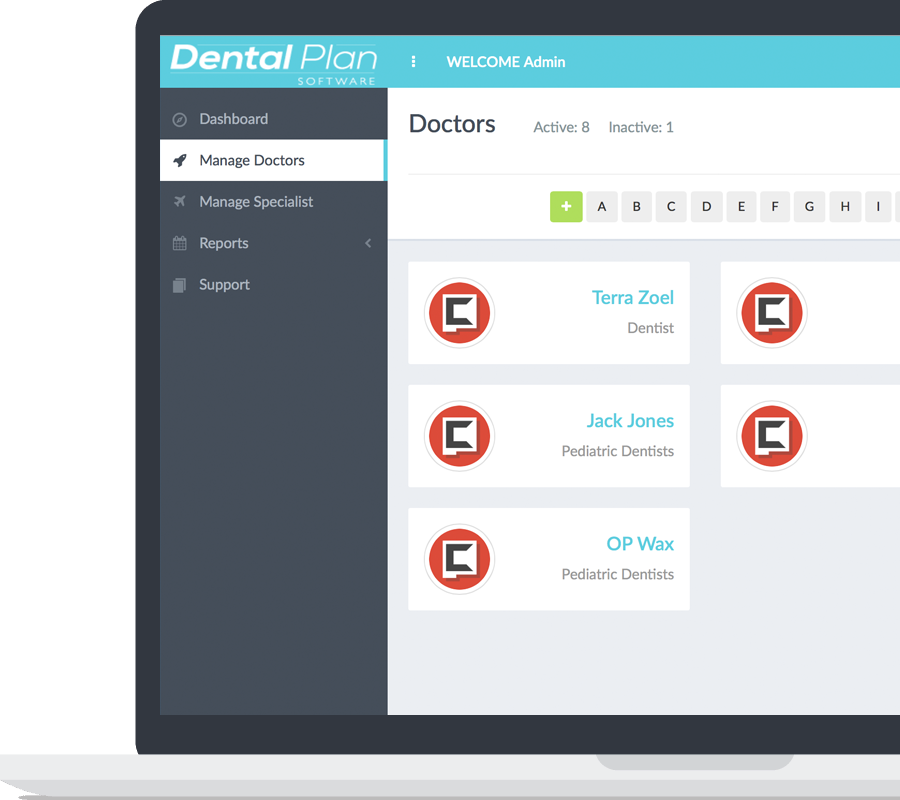 Dental Plan
SOFTWARE
WELCOME Admin
Dashboard
Manage Doctors
Manage Specialist
Reports
Support
Doctors
Active: 8 Inactive: 1
+ A B C D E F G H I
Terra Zoel
Dentist
Jack Jones
Pediatric Dentists
OP Wax
Pediatric Dentists